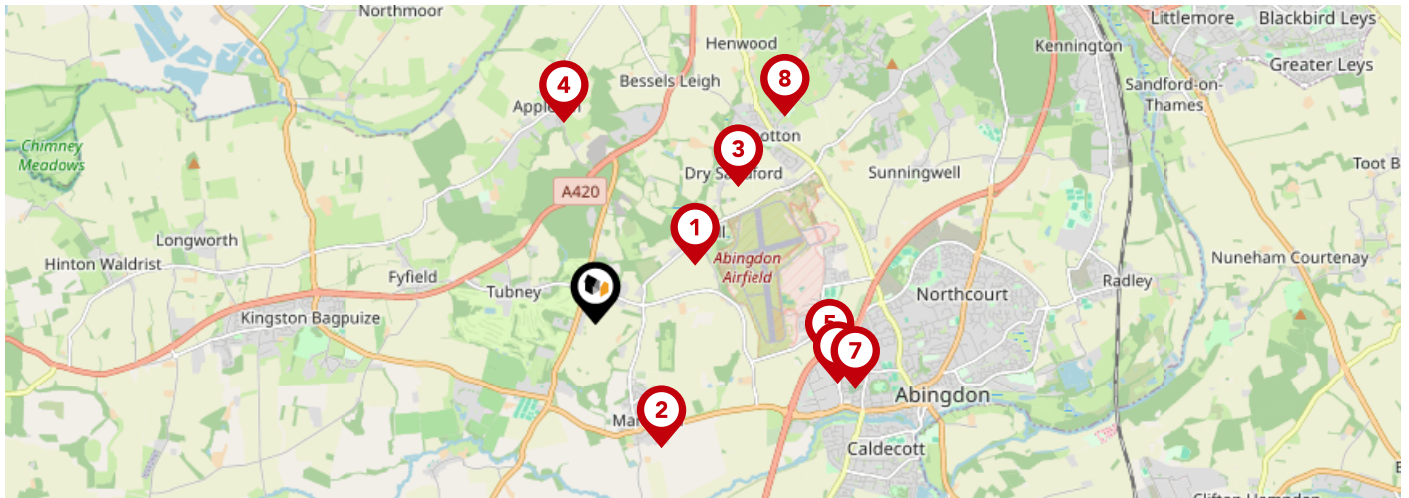 Northmoor
Littlemore
Blackbird Leys
Henwood
Kennington
Greater Leys
Bessels Leigh
8
4
Sandford-on-
Thames
Chimney
Meadows
3
Toot B
Dry Sandford
Sunningwell
A420
1
Longworth
Hinton Waldrist
Abingdon
Airfield
Nuneham Courtenay
Fyfield
Radley
Tubney
Northcourt
Kingston Bagpuize
5
7
Abingdon
2
Caldecott